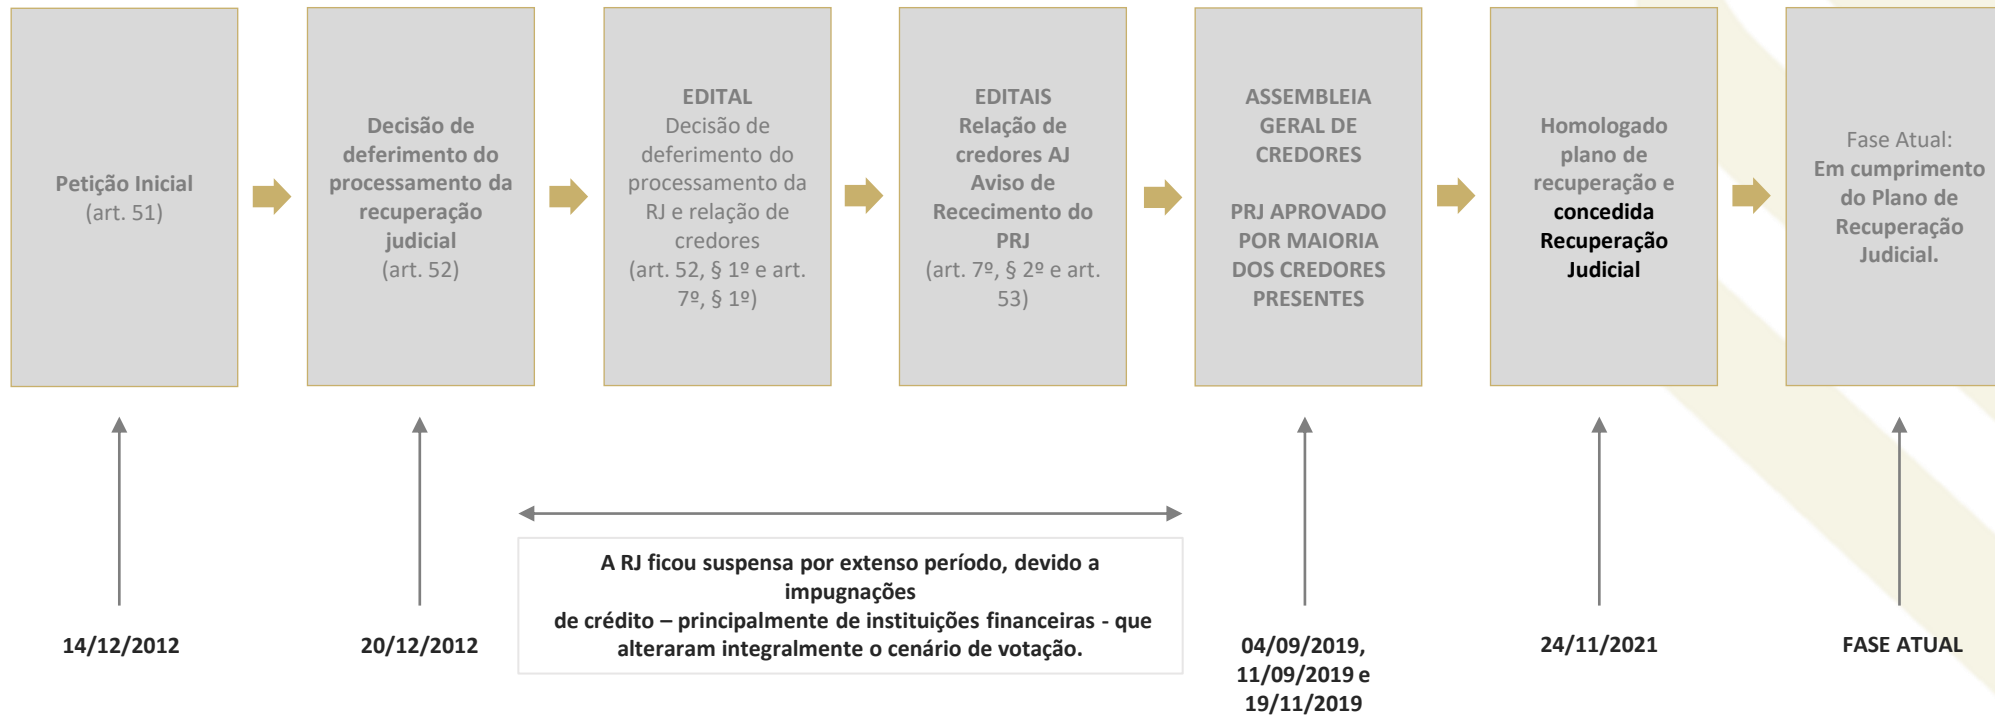 Petição Inicial
(art. 51)
Decisão de
deferimento do
processamento da
recuperação
judicial
(art. 52)
EDITAL
Decisão de
deferimento do
processamento da
RJ e relação de
credores
(art. 52, § 1º e art.
7º, § 1º)
EDITAIS
Relação de
credores AJ
Aviso de
Rececimento do
PRJ
(art. 7º, § 2º e art.
53)
ASSEMBLEIA
GERAL DE
CREDORES
PRJ APROVADO
POR MAIORIA
DOS CREDORES
PRESENTES
Homologado
plano de
recuperação e
concedida
Recuperação
Judicial
Fase Atual:
Em cumprimento
do Plano de
Recuperação
Judicial.
A RJ ficou suspensa por extenso período, devido a
impugnações
de crédito – principalmente de instituições financeiras - que
alteraram integralmente o cenário de votação.
14/12/2012
20/12/2012
04/09/2019,
11/09/2019 e
19/11/2019
24/11/2021
FASE ATUAL